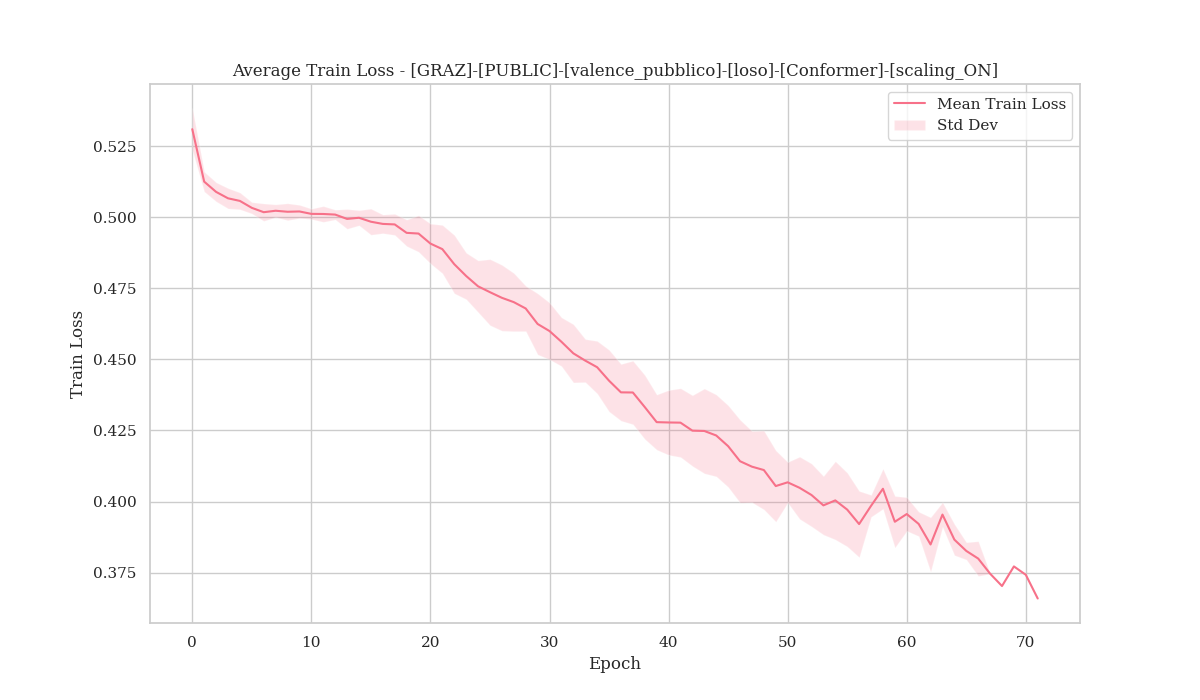 Average Train Loss - [GRAZ]-[PUBLIC]-[valence_pubblico]-[loso]-[Conformer]-[scaling_ON]
Mean Train Loss
Std Dev
0.525
0.500
0.475
0.450
0.425
0.400
0.375
Train Loss
0 10 20 30 40 50 60 70
Epoch